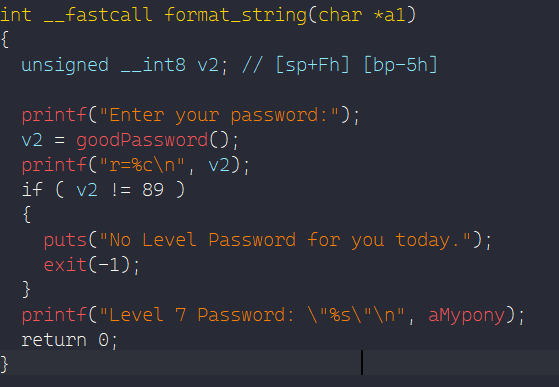 int __fastcall format_string(char *a1)
{
unsigned __int8 v2; // [sp+Fh] [bp-5h]
printf("Enter your password:");
v2 = goodPassword();
printf("r=%c\n", v2);
if ( v2 != 89 )
{
puts("No Level Password for you today.");
exit(-1);
}
printf("Level 7 Password: \"%s\"\n", aMypony);
return 0;
}